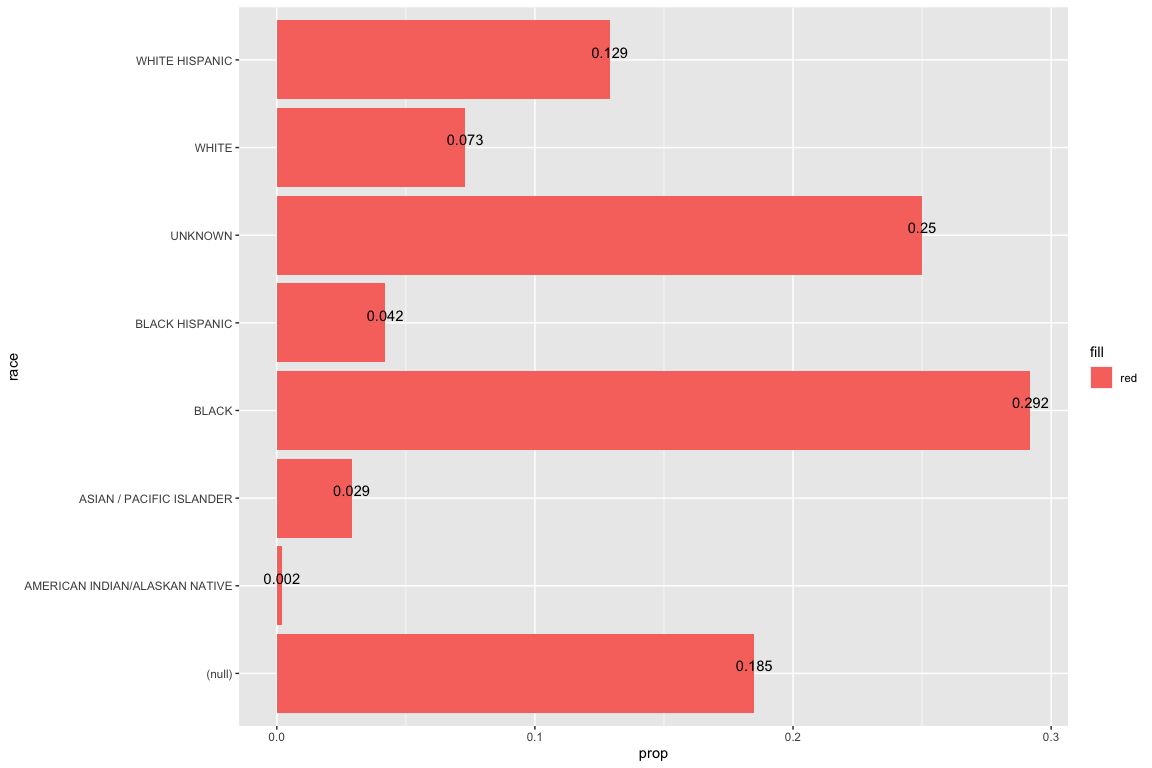 WHITE HISPANIC
0.129
WHITE
0.073
UNKNOWN
0.25
BLACK HISPANIC
0.042
race
BLACK
0.292
ASIAN / PACIFIC ISLANDER
0.029
AMERICAN INDIAN/ALASKAN NATIVE
0.002
(null)
0.185
0.0
0.1
0.2
0.3
prop
fill
red